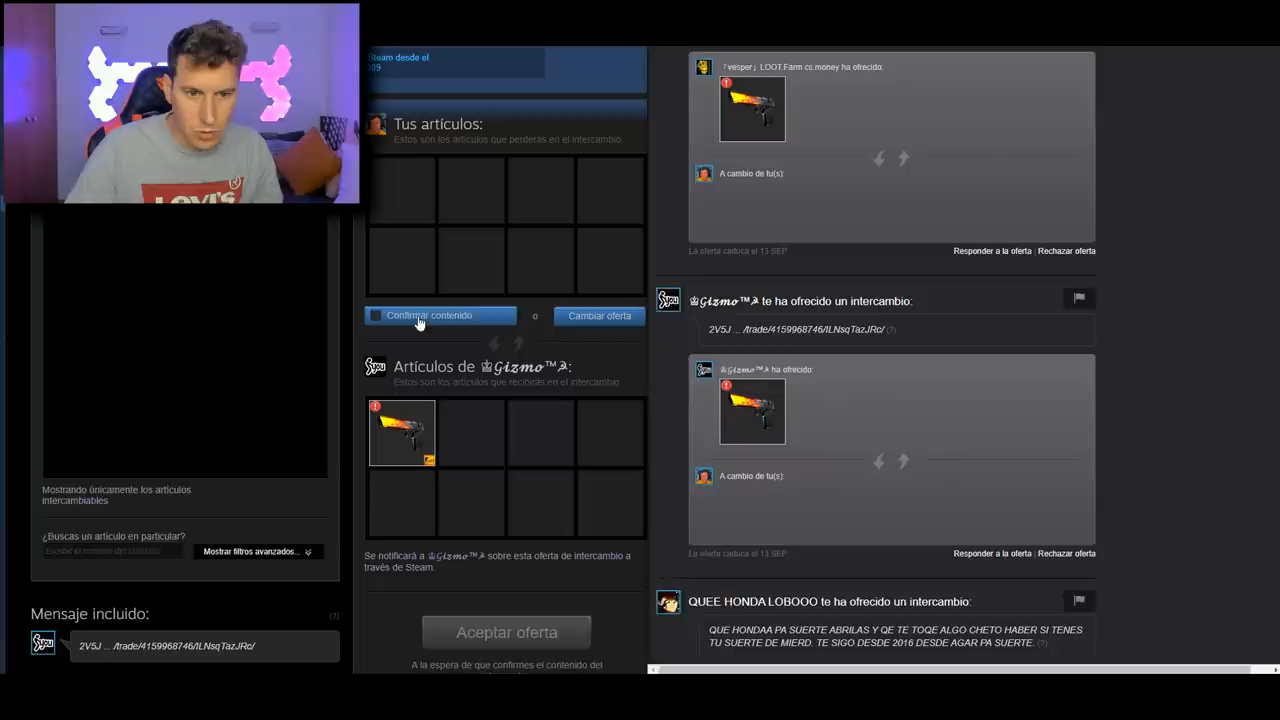 LEVI'S
®
Steam desde el
009
Tus artículos:
Estos son los artículos que perderás en el intercambio
Confirmar contenido
o
Cambiar oferta
Artículos de ♔𝓖𝓲𝔃𝓶𝓸™☭:
Estos son los artículos que recibirás en el intercambio
Se notificará a ♔𝓖𝓲𝔃𝓶𝓸™☭ sobre esta oferta de intercambio a
través de Steam.
Aceptar oferta
A la espera de que confirmes el contenido del
Mostrando únicamente los artículos
intercambiables
¿Buscas un artículo en particular?
Mostrar filtros avanzados...
Mensaje incluido:
(?)
2V5J ... /trade/4159968746/ILNsqTazJRc/
「vesper」LOOT.Farm cs.money ha ofrecido:
A cambio de tu(s):
La oferta caduca el 13 SEP
Responder a la oferta | Rechazar oferta
♔𝓖𝓲𝔃𝓶𝓸™☭ te ha ofrecido un intercambio:
2V5J ... /trade/4159968746/ILNsqTazJRc/ (?)
♔𝓖𝓲𝔃𝓶𝓸™☭ ha ofrecido:
A cambio de tu(s):
La oferta caduca el 13 SEP
Responder a la oferta | Rechazar oferta
QUEE HONDA LOBOOO te ha ofrecido un intercambio:
QUE HONDAA PA SUERTE ABRILAS Y QE TE TOQE ALGO CHETO HABER SI TENES
TU SUERTE DE MIERD. TE SIGO DESDE 2016 DESDE AGAR PA SUERTE. (?)